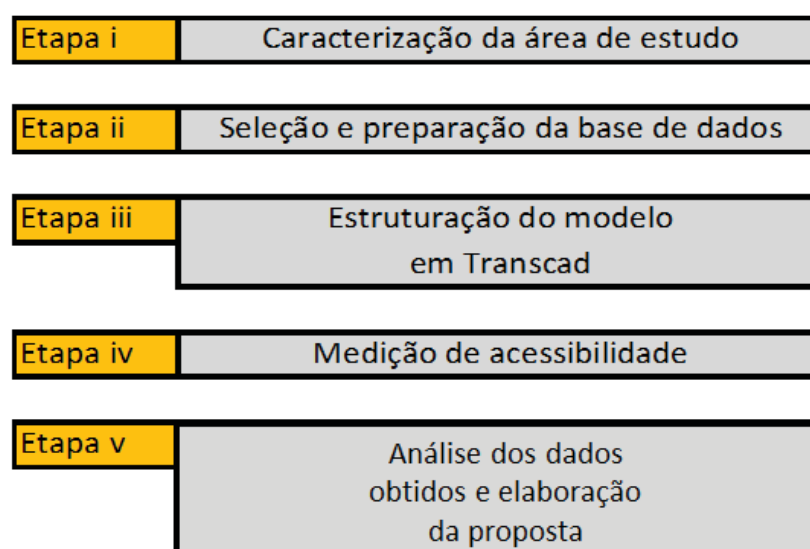 Etapa i Caracterização da área de estudo
Etapa ii Seleção e preparação da base de dados
Etapa iii Estruturação do modelo
em Transcad
Etapa iv Medição de acessibilidade
Etapa v Análise dos dados
obtidos e elaboração
da proposta